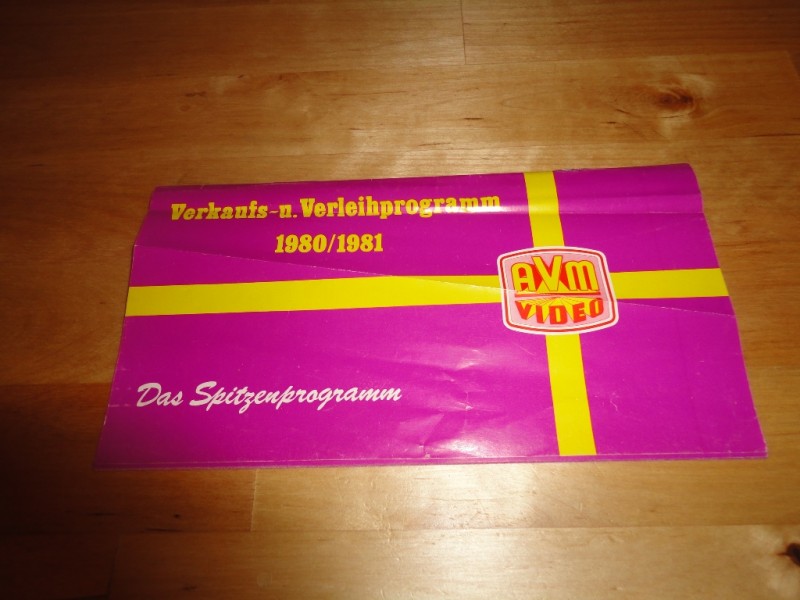 Verkaufs-u. Verleihprogramm
1980/1981
AVM
VIDEO
Das Spitzenprogramm